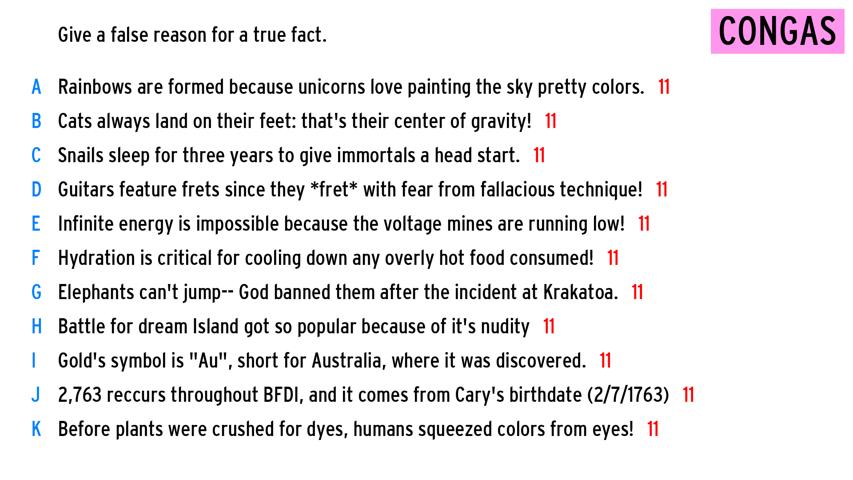 Give a false reason for a true fact.
CONGAS
A Rainbows are formed because unicorns love painting the sky pretty colors. 11
B Cats always land on their feet: that's their center of gravity! 11
C Snails sleep for three years to give immortals a head start. 11
D Guitars feature frets since they *fret* with fear from fallacious technique! 11
E Infinite energy is impossible because the voltage mines are running low! 11
F Hydration is critical for cooling down any overly hot food consumed! 11
G Elephants can't jump-- God banned them after the incident at Krakatoa. 11
H Battle for dream Island got so popular because of it's nudity 11
I Gold's symbol is "Au", short for Australia, where it was discovered. 11
J 2,763 reccurs throughout BFDI, and it comes from Cary's birthdate (2/7/1763) 11
K Before plants were crushed for dyes, humans squeezed colors from eyes! 11